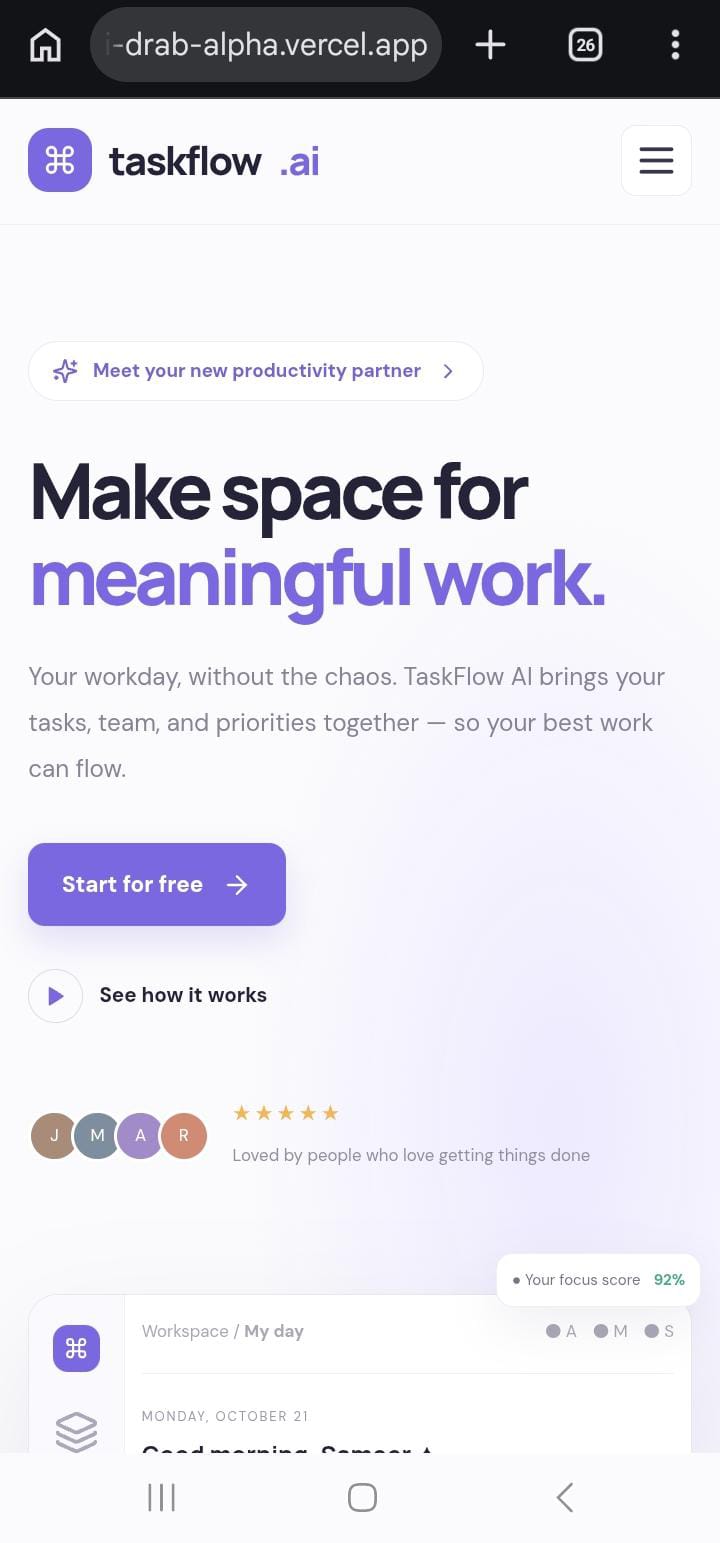 -drab-alpha.vercel.app
26
taskflow .ai
Meet your new productivity partner
Make space for
meaningful work.
Your workday, without the chaos. TaskFlow AI brings your
tasks, team, and priorities together — so your best work
can flow.
Start for free
See how it works
★★★★★
J M A R
Loved by people who love getting things done
● Your focus score 92%
Workspace / My day
A M S
MONDAY, OCTOBER 21
Good morning, Sameer